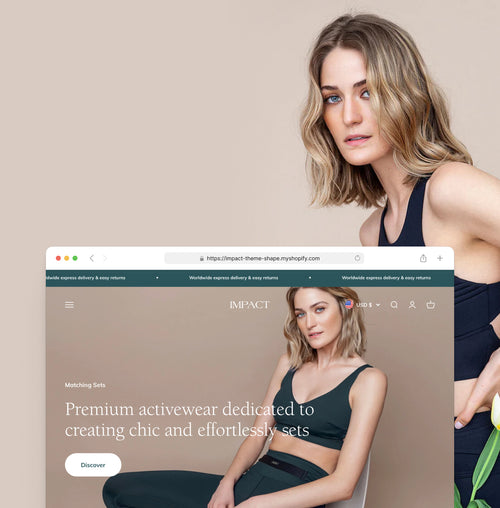 https://impact-theme-shape.myshopify.com
ldwide express delivery & easy returns • Worldwide express delivery & easy returns • Worldwide express delivery & easy returns
IMPACT USD $
Matching Sets
Premium activewear dedicated to
creating chic and effortlessly sets
Discover